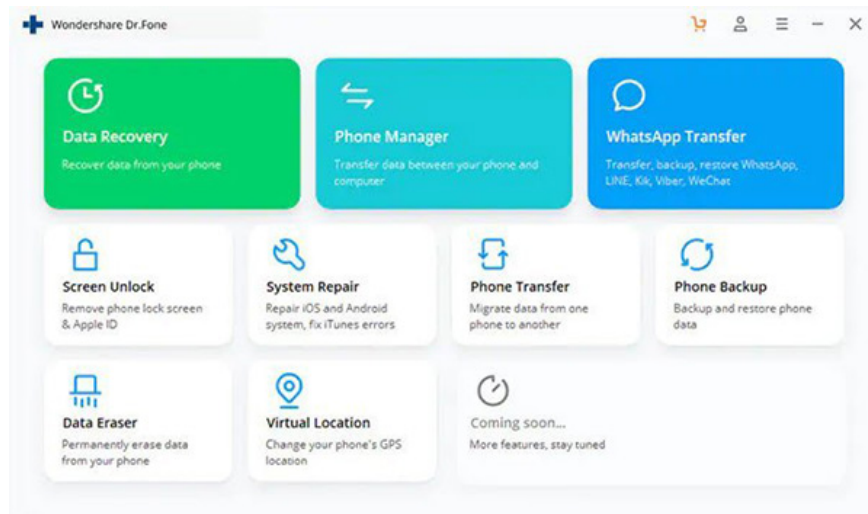 Wondershare Dr.Fone
Data Recovery
Recover data from your phone
Phone Manager
Transfer data between your phone and
computer
WhatsApp Transfer
Transfer, backup, restore WhatsApp,
LINE, Kik, Viber, WeChat
Screen Unlock
Remove phone lock screen
& Apple ID
System Repair
Repair iOS and Android
system, fix iTunes errors
Phone Transfer
Migrate data from one
phone to another
Phone Backup
Backup and restore phone
data
Data Eraser
Permanently erase data
from your phone
Virtual Location
Change your phone's GPS
location
Coming soon...
More features, stay tuned